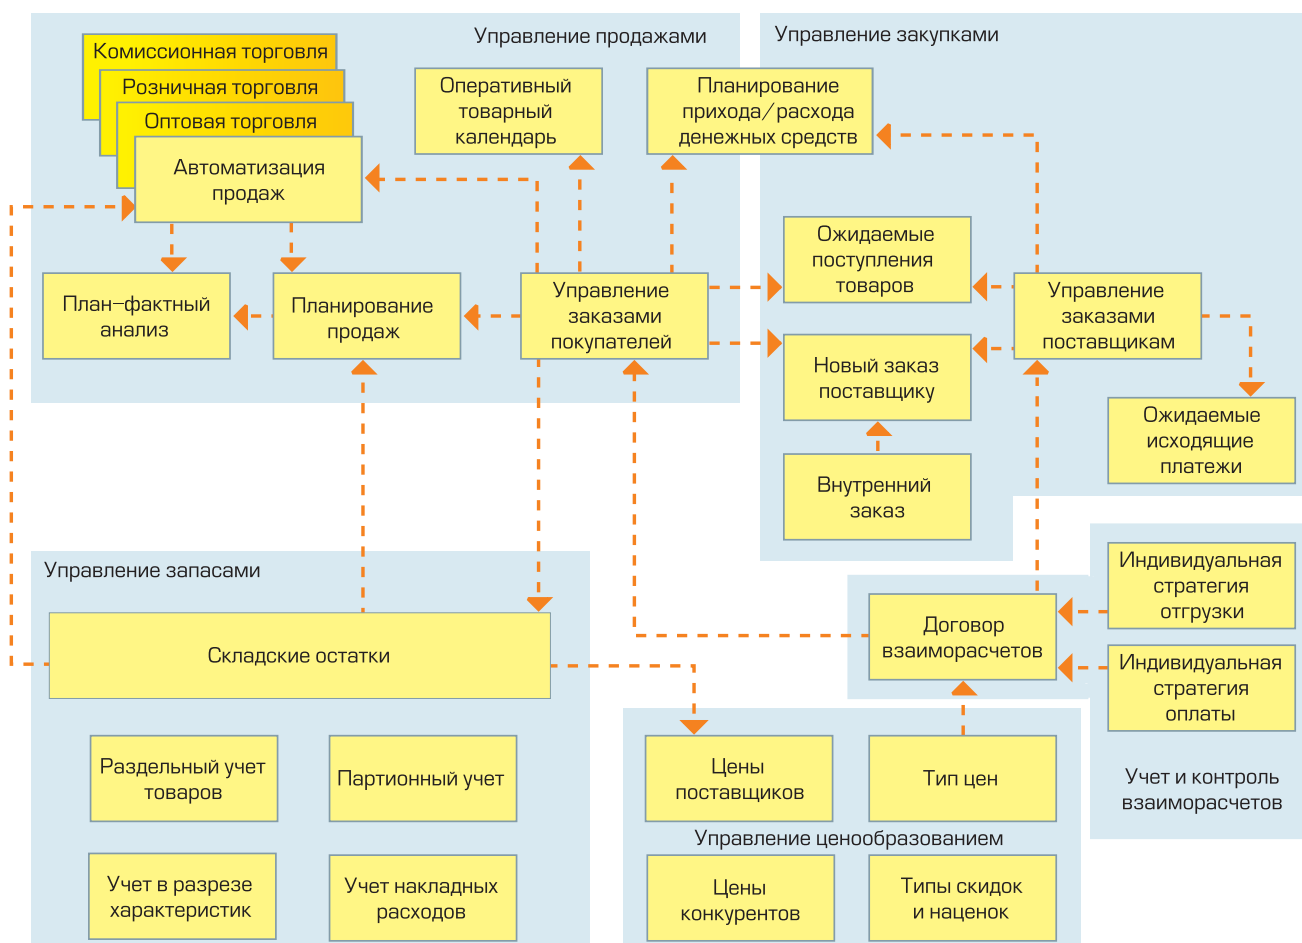 Управление продажами
Комиссионная торговля
Розничная торговля
Оптовая торговля
Автоматизация
продаж
Оперативный
товарный
календарь
Планирование
прихода/расхода
денежных средств
План–фактный
анализ
Планирование
продаж
Управление
заказами
покупателей
Управление закупками
Ожидаемые
поступления
товаров
Управление
заказами
поставщикам
Новый заказ
поставщику
Ожидаемые
исходящие
платежи
Внутренний
заказ
Управление запасами
Складские остатки
Раздельный учет
товаров
Партионный учет
Учет в разрезе
характеристик
Учет накладных
расходов
Договор
взаиморасчетов
Индивидуальная
стратегия
отгрузки
Индивидуальная
стратегия
оплаты
Учет и контроль
взаиморасчетов
Цены
поставщиков
Тип цен
Управление ценообразованием
Цены
конкурентов
Типы скидок
и наценок